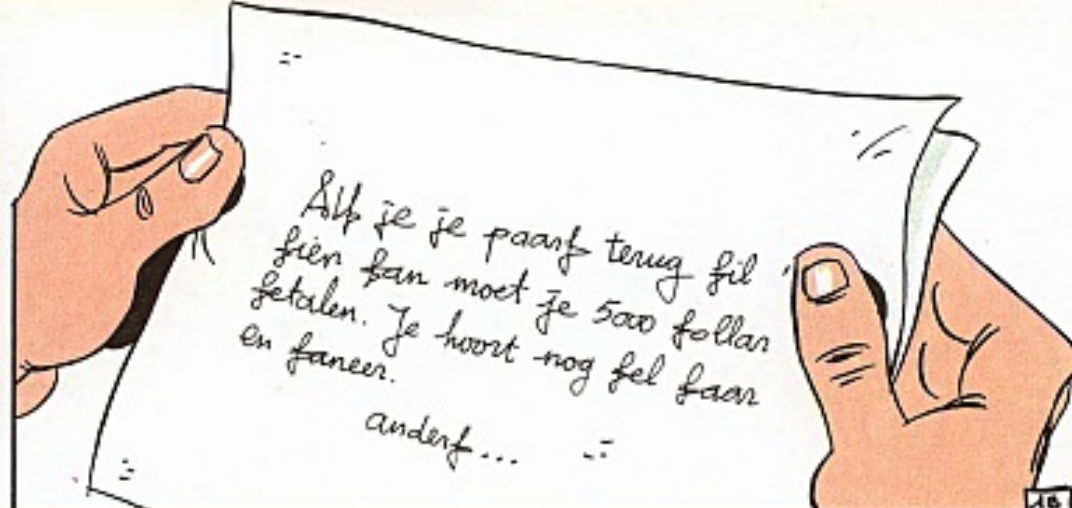 Alf je je paarf terug fil
fien fan moet je 5000 follar
fetalen. Je hoort nog fel faar
en faneer.
anderf...
18